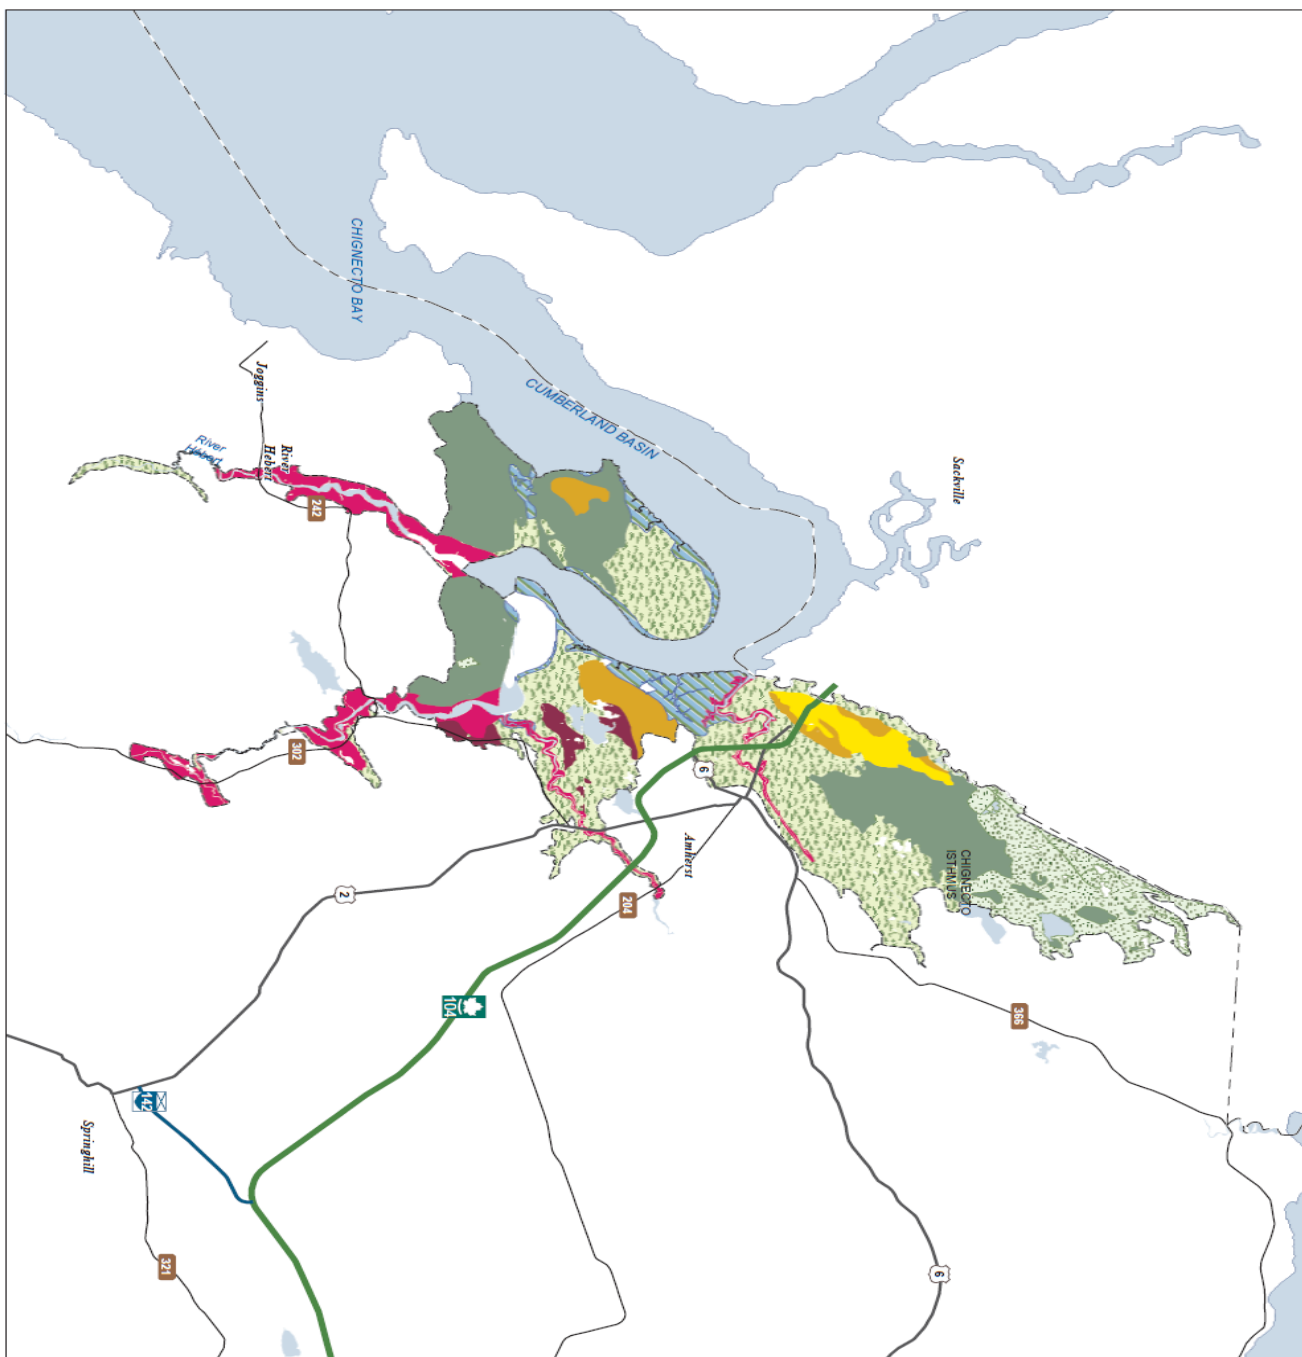 CHIGNECTO BAY
CUMBERLAND BASIN
Sackville
Joggins
River
Hebert
River
Hebert
242
302
6
Amherst
CHIGNECTO
ISTHMUS
2
204
104
366
142
Springhill
321
6